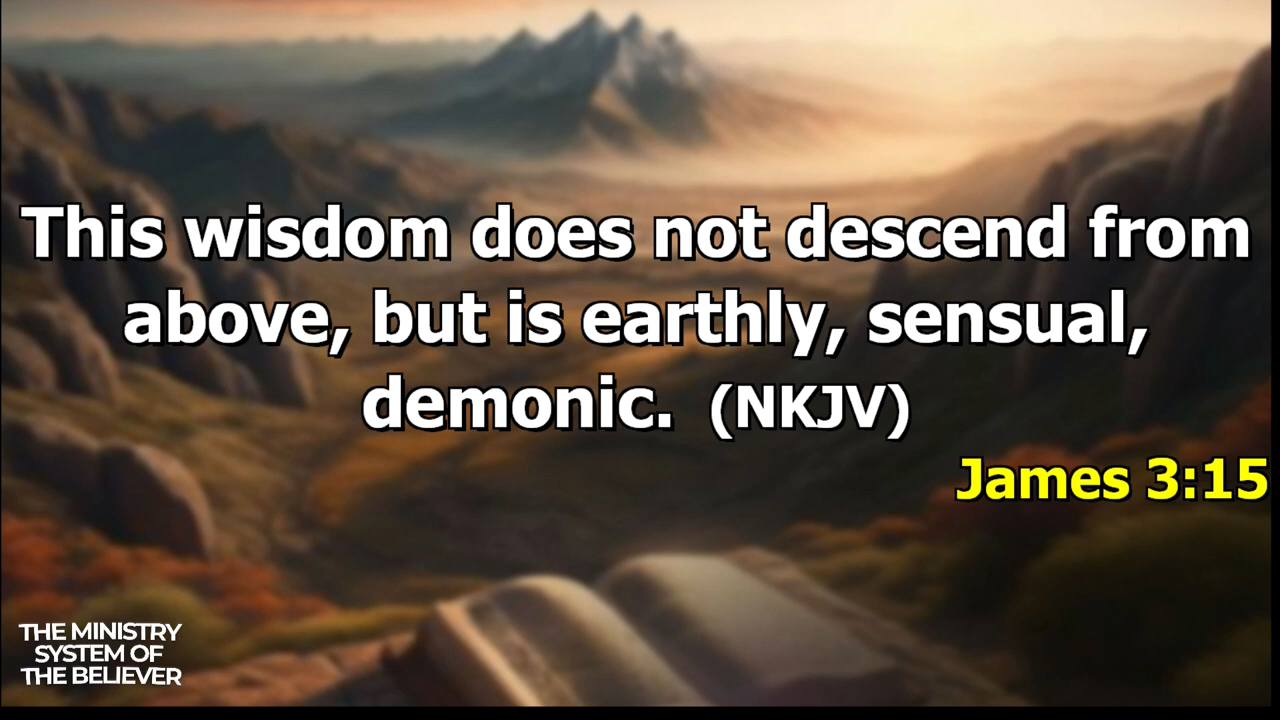 This wisdom does not descend from
above, but is earthly, sensual,
demonic. (NKJV)
James 3:15
THE MINISTRY
SYSTEM OF
THE BELIEVER